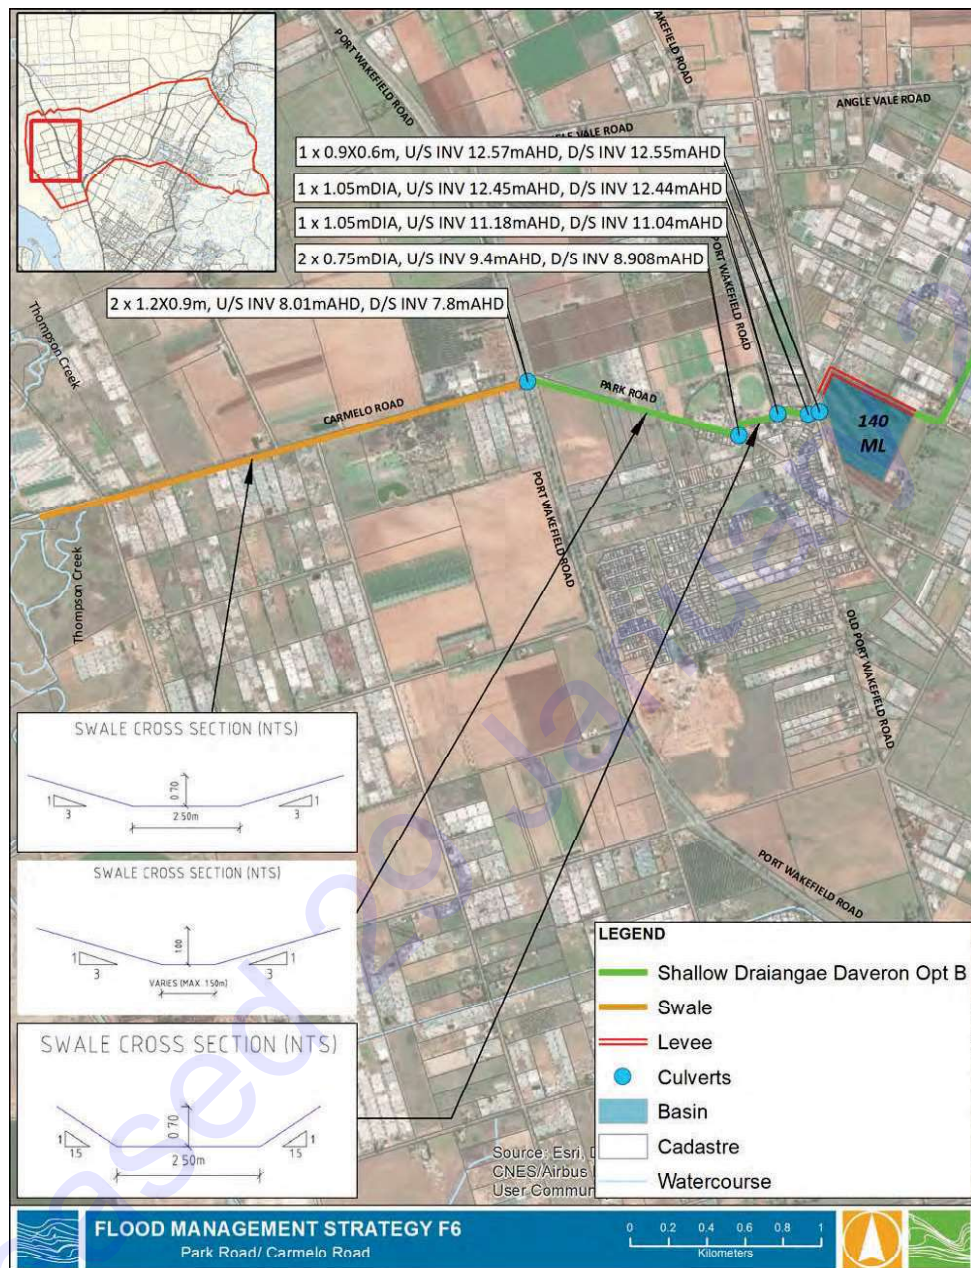 PORT WAKEFIELD ROAD
AKEFIELD ROAD
ANGLE VALE ROAD
LE VALE ROAD
1 x 0.9X0.6m, U/S INV 12.57mAHD, D/S INV 12.55mAHD
1 x 1.05mDIA, U/S INV 12.45mAHD, D/S INV 12.44mAHD
1 x 1.05mDIA, U/S INV 11.18mAHD, D/S INV 11.04mAHD
2 x 0.75mDIA, U/S INV 9.4mAHD, D/S INV 8.908mAHD
PORT WAKEFIELD ROAD
2 x 1.2X0.9m, U/S INV 8.01mAHD, D/S INV 7.8mAHD
Thompson Creek
PARK ROAD
CARMELO ROAD
140
ML
PORT WAKEFIELD ROAD
Thompson Creek
OLD PORT WAKEFIELD ROAD
PORT WAKEFIELD ROAD
SWALE CROSS SECTION (NTS)
0.70
1
3
1
3
2.50m
SWALE CROSS SECTION (NTS)
1.00
1
3
1
3
VARIES (MAX. 1.50m)
SWALE CROSS SECTION (NTS)
0.70
1
1.5
1
1.5
2.50m
LEGEND
Shallow Draiangae Daveron Opt B
Swale
Levee
Culverts
Basin
Cadastre
Watercourse
Source: Esri, D
CNES/Airbus
User Commun
FLOOD MANAGEMENT STRATEGY F6
Park Road/ Carmelo Road
0 0.2 0.4 0.6 0.8 1
Kilometers